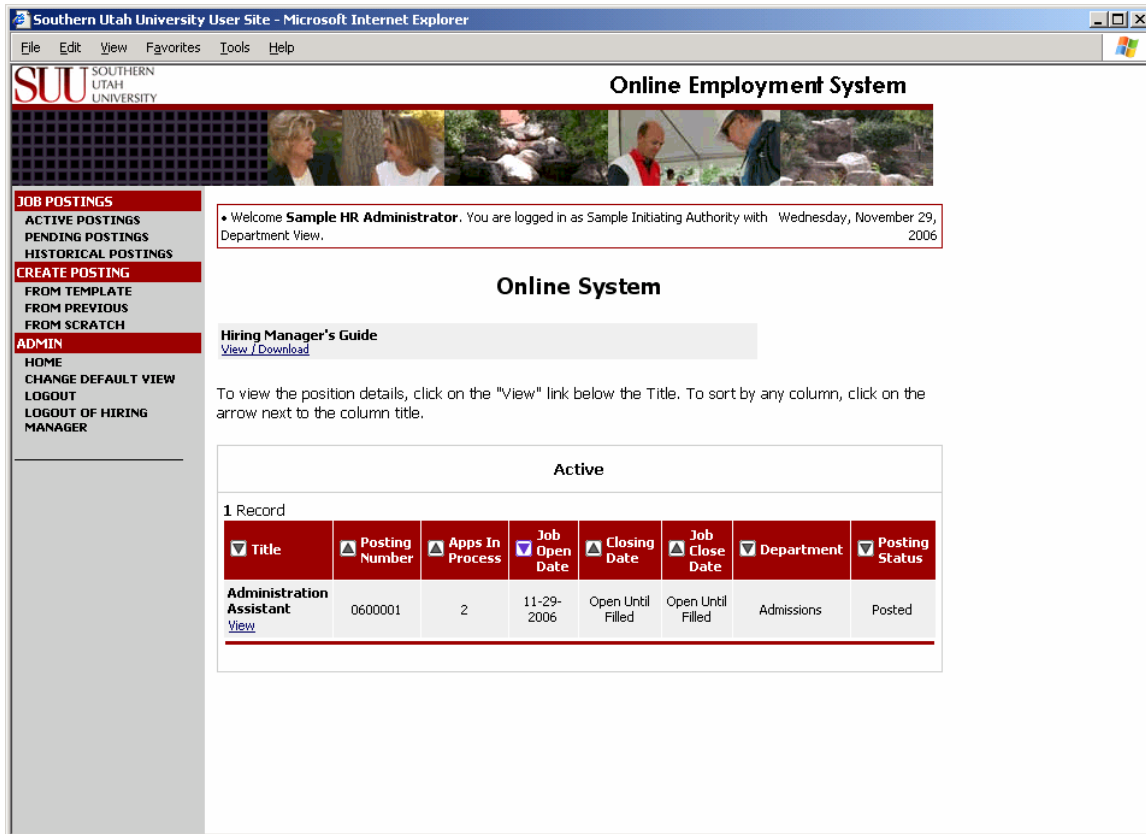 Southern Utah University User Site - Microsoft Internet Explorer
File Edit View Favorites Tools Help
SUU SOUTHERN
UTAH
UNIVERSITY
Online Employment System
JOB POSTINGS
ACTIVE POSTINGS
PENDING POSTINGS
HISTORICAL POSTINGS
CREATE POSTING
FROM TEMPLATE
FROM PREVIOUS
FROM SCRATCH
ADMIN
HOME
CHANGE DEFAULT VIEW
LOGOUT
LOGOUT OF HIRING
MANAGER
• Welcome Sample HR Administrator. You are logged in as Sample Initiating Authority with
Department View.
Wednesday, November 29,
2006
Online System
Hiring Manager's Guide
View / Download
To view the position details, click on the "View" link below the Title. To sort by any column, click on the
arrow next to the column title.
Active
1 Record
Title
Posting
Number
Apps In
Process
Job
Open
Date
Closing
Date
Job
Close
Date
Department
Posting
Status
Administration
Assistant
View
0600001
2
11-29-
2006
Open Until
Filled
Open Until
Filled
Admissions
Posted